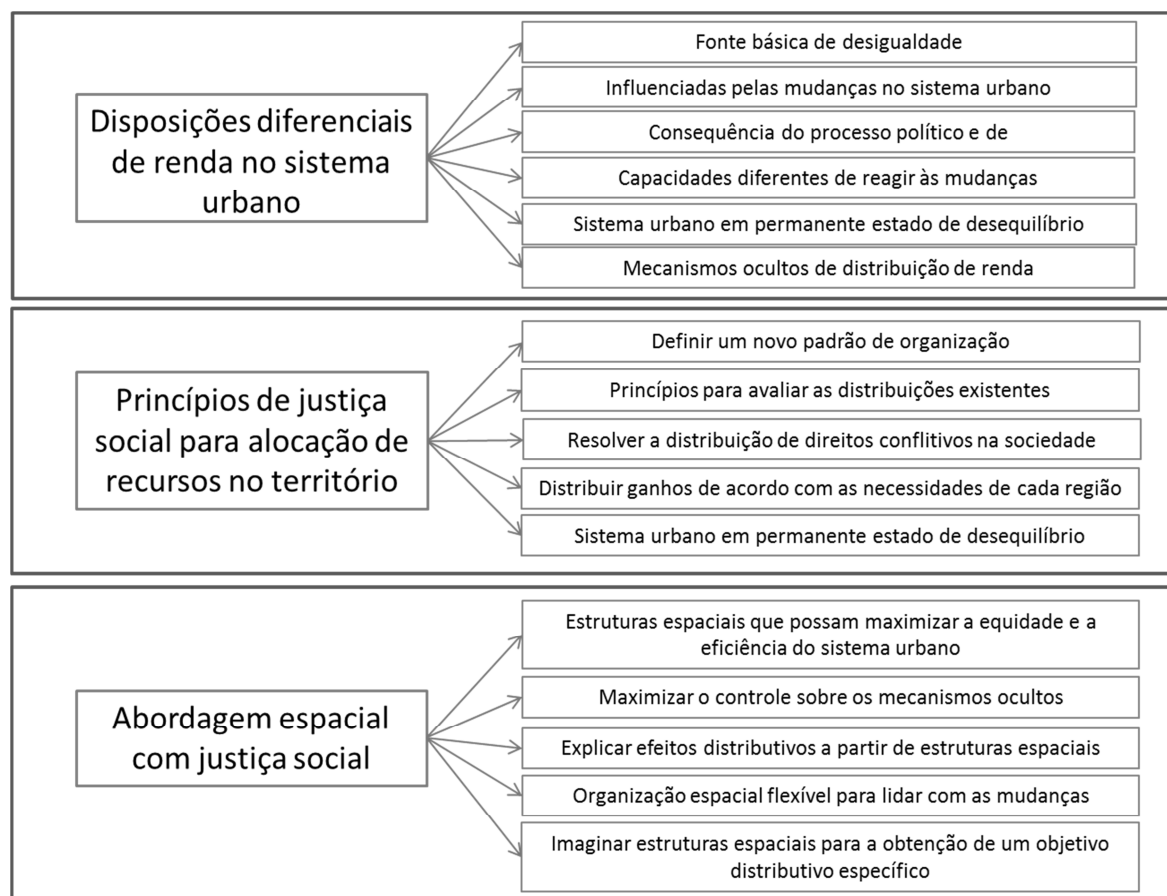 Disposições diferenciais
de renda no sistema
urbano
Fonte básica de desigualdade
Influenciadas pelas mudanças no sistema urbano
Consequência do processo político e de
Capacidades diferentes de reagir às mudanças
Sistema urbano em permanente estado de desequilíbrio
Mecanismos ocultos de distribuição de renda
Princípios de justiça
social para alocação de
recursos no território
Definir um novo padrão de organização
Princípios para avaliar as distribuições existentes
Resolver a distribuição de direitos conflitivos na sociedade
Distribuir ganhos de acordo com as necessidades de cada região
Sistema urbano em permanente estado de desequilíbrio
Abordagem espacial
com justiça social
Estruturas espaciais que possam maximizar a equidade e a
eficiência do sistema urbano
Maximizar o controle sobre os mecanismos ocultos
Explicar efeitos distributivos a partir de estruturas espaciais
Organização espacial flexível para lidar com as mudanças
Imaginar estruturas espaciais para a obtenção de um objetivo
distributivo específico